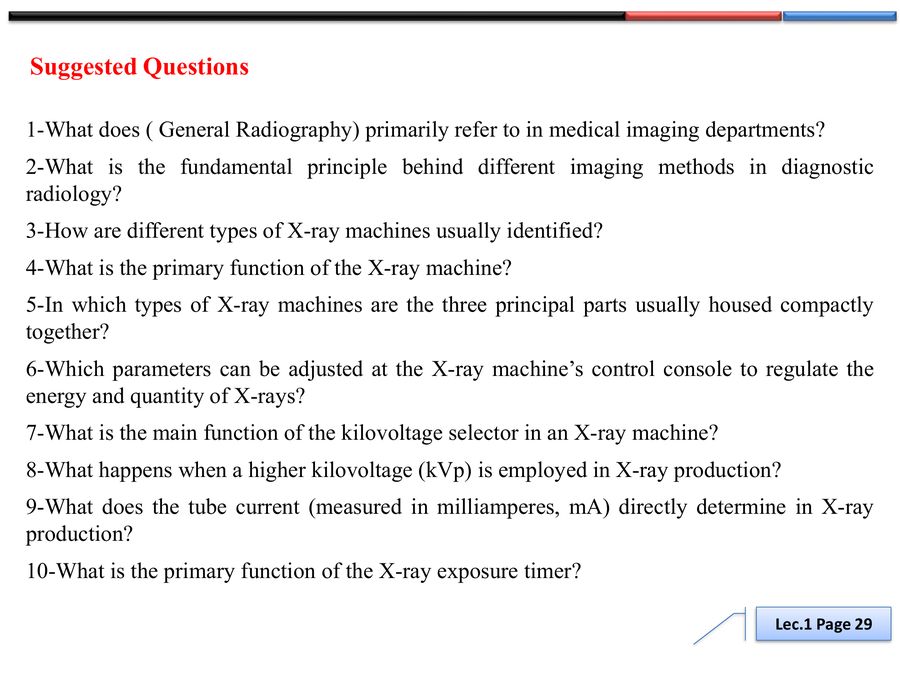 Suggested Questions
1-What does ( General Radiography) primarily refer to in medical imaging departments?
2-What is the fundamental principle behind different imaging methods in diagnostic
radiology?
3-How are different types of X-ray machines usually identified?
4-What is the primary function of the X-ray machine?
5-In which types of X-ray machines are the three principal parts usually housed compactly
together?
6-Which parameters can be adjusted at the X-ray machine’s control console to regulate the
energy and quantity of X-rays?
7-What is the main function of the kilovoltage selector in an X-ray machine?
8-What happens when a higher kilovoltage (kVp) is employed in X-ray production?
9-What does the tube current (measured in milliamperes, mA) directly determine in X-ray
production?
10-What is the primary function of the X-ray exposure timer?
Lec.1 Page 29